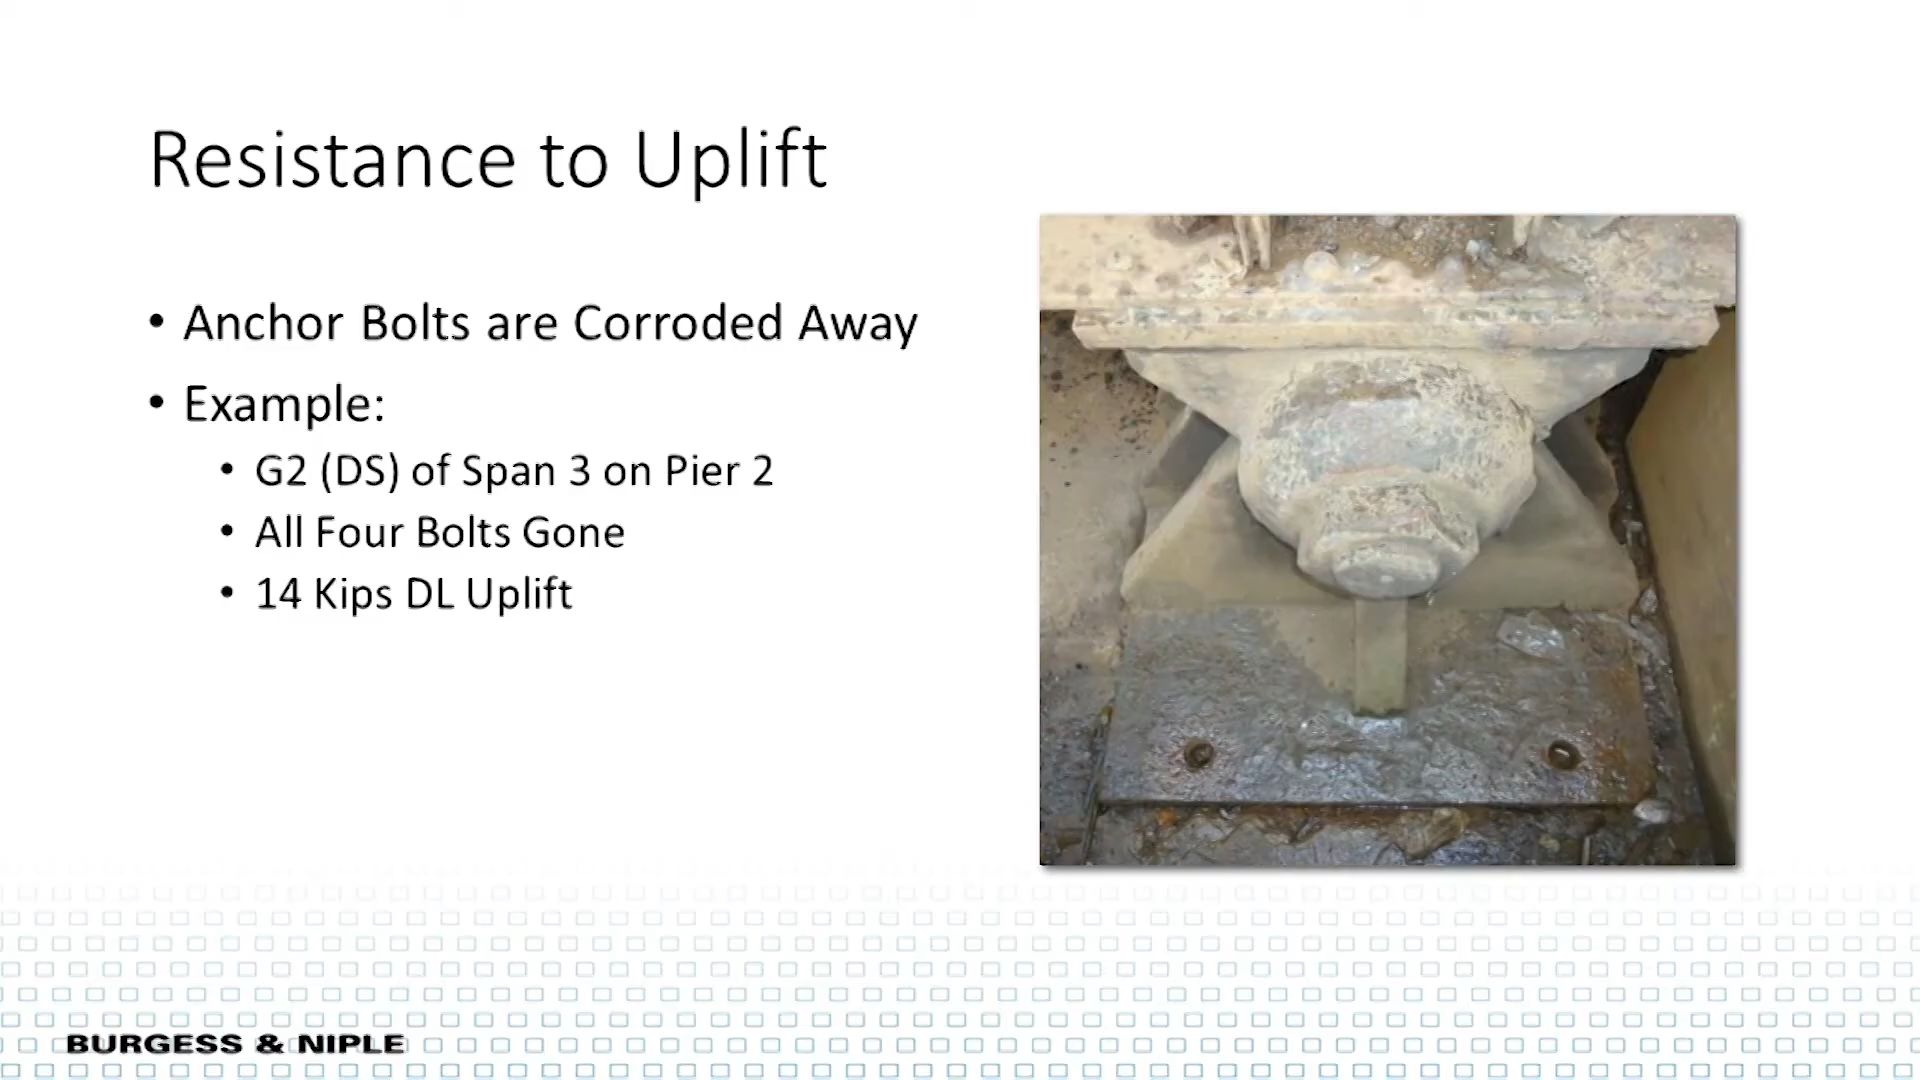 Resistance to Uplift
• Anchor Bolts are Corroded Away
• Example:
• G2 (DS) of Span 3 on Pier 2
• All Four Bolts Gone
• 14 Kips DL Uplift
BURGESS & NIPLE